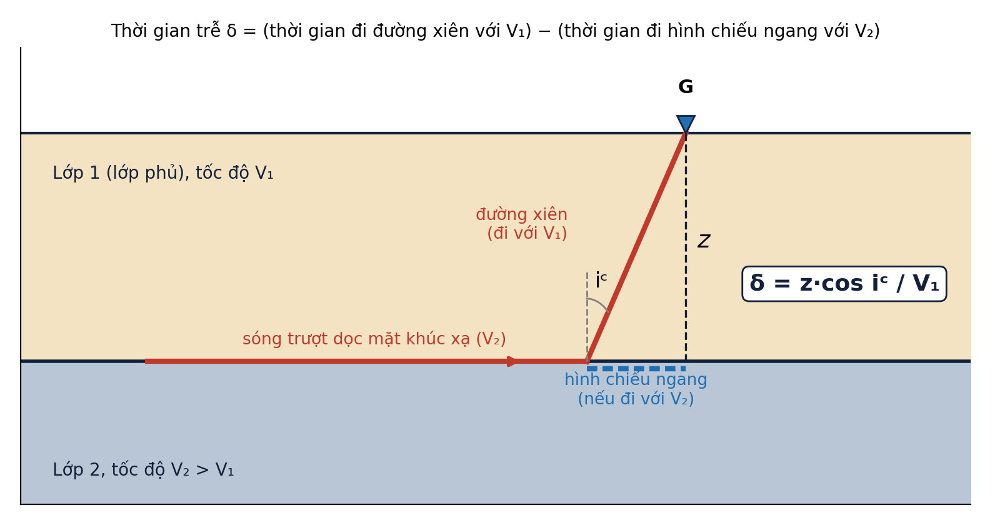 Thời gian trễ δ = (thời gian đi đường xiên với V₁) − (thời gian đi hình chiếu ngang với V₂)
G
Lớp 1 (lớp phủ), tốc độ V₁
đường xiên
(đi với V₁)
z
iᶜ
δ = z·cos iᶜ / V₁
sóng trượt dọc mặt khúc xạ (V₂)
hình chiếu ngang
(nếu đi với V₂)
Lớp 2, tốc độ V₂ > V₁